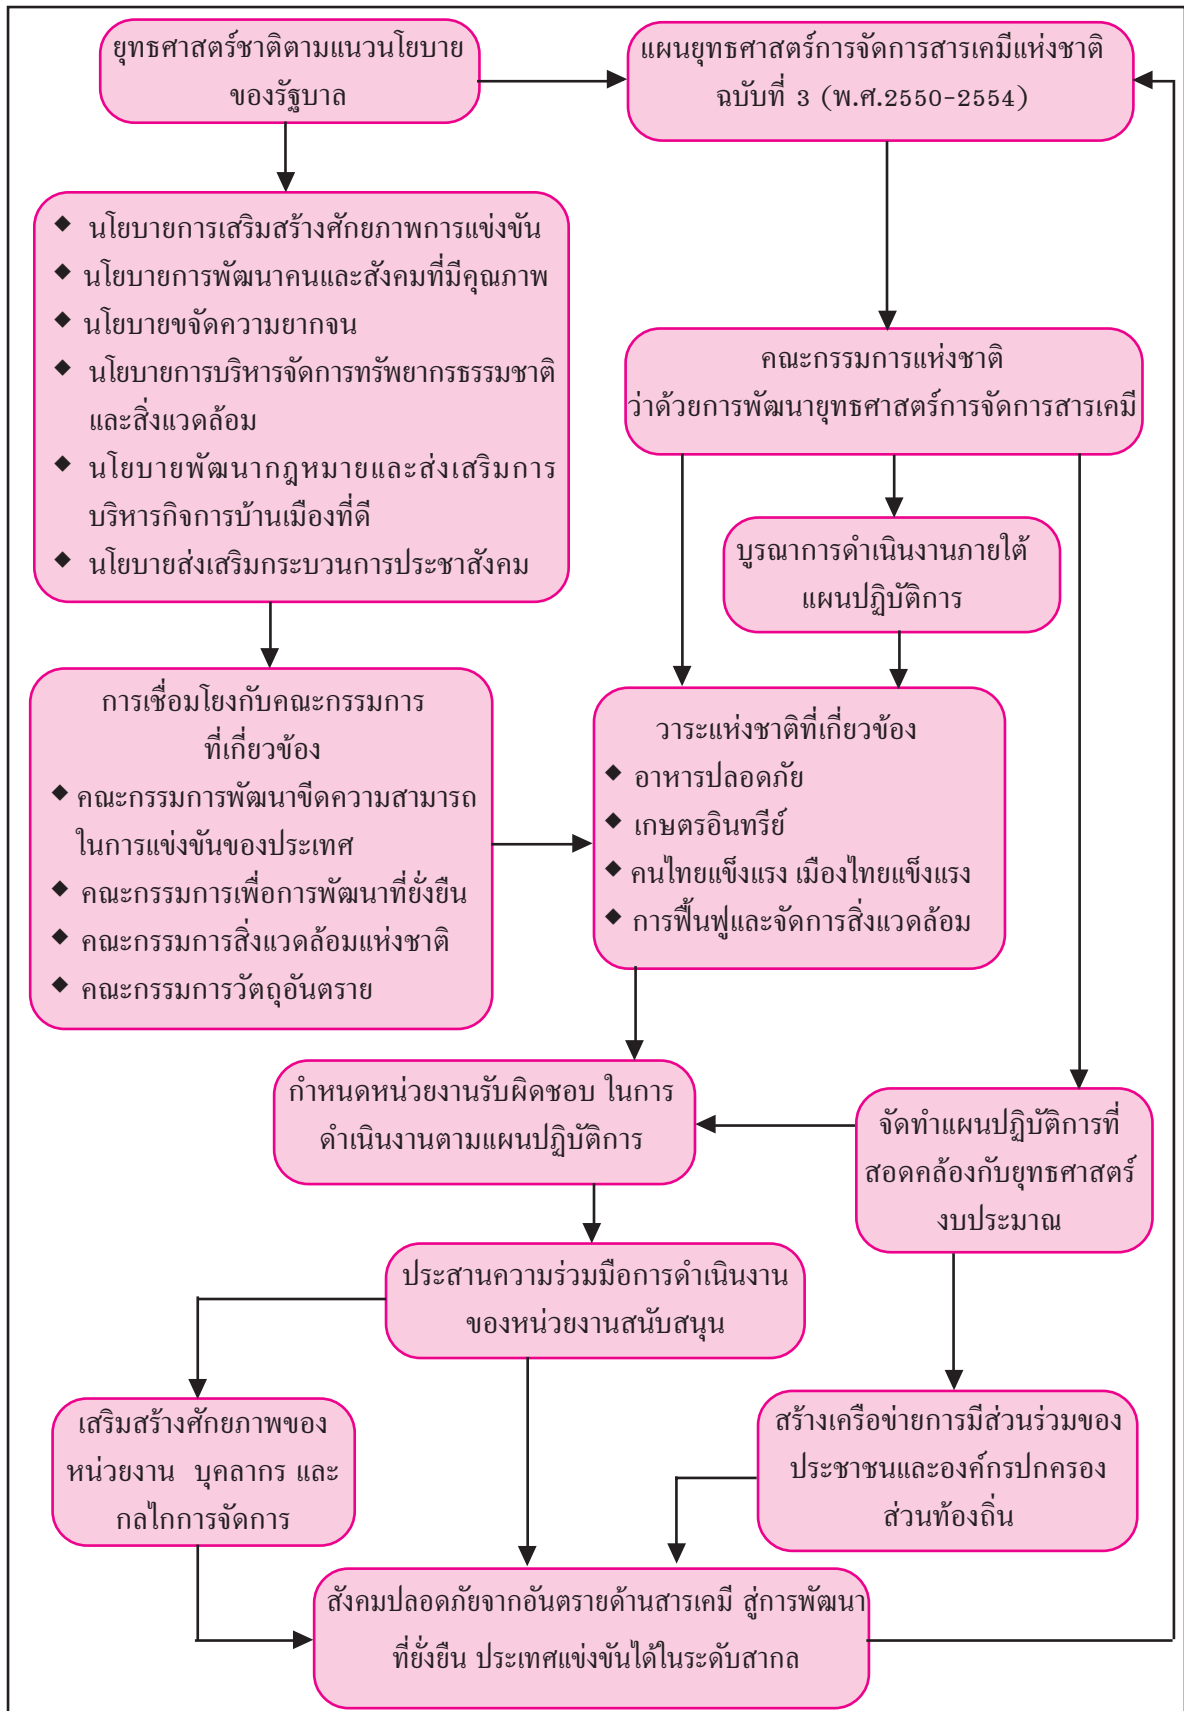 ยุทธศาสตร์ชาติตามแนวนโยบาย
ของรัฐบาล
แผนยุทธศาสตร์การจัดการสารเคมีแห่งชาติ
ฉบับที่ 3 (พ.ศ.2550-2554)
◆ นโยบายการเสริมสร้างศักยภาพการแข่งขัน
◆ นโยบายการพัฒนาคนและสังคมที่มีคุณภาพ
◆ นโยบายขจัดความยากจน
◆ นโยบายการบริหารจัดการทรัพยากรธรรมชาติ
และสิ่งแวดล้อม
◆ นโยบายพัฒนากฎหมายและส่งเสริมการ
บริหารกิจการบ้านเมืองที่ดี
◆ นโยบายส่งเสริมกระบวนการประชาสังคม
คณะกรรมการแห่งชาติ
ว่าด้วยการพัฒนายุทธศาสตร์การจัดการสารเคมี
บูรณาการดำเนินงานภายใต้
แผนปฏิบัติการ
การเชื่อมโยงกับคณะกรรมการ
ที่เกี่ยวข้อง
◆ คณะกรรมการพัฒนาขีดความสามารถ
ในการแข่งขันของประเทศ
◆ คณะกรรมการเพื่อการพัฒนาที่ยั่งยืน
◆ คณะกรรมการสิ่งแวดล้อมแห่งชาติ
◆ คณะกรรมการวัตถุอันตราย
วาระแห่งชาติที่เกี่ยวข้อง
◆ อาหารปลอดภัย
◆ เกษตรอินทรีย์
◆ คนไทยแข็งแรง เมืองไทยแข็งแรง
◆ การฟื้นฟูและจัดการสิ่งแวดล้อม
กำหนดหน่วยงานรับผิดชอบ ในการ
ดำเนินงานตามแผนปฏิบัติการ
จัดทำแผนปฏิบัติการที่
สอดคล้องกับยุทธศาสตร์
งบประมาณ
ประสานความร่วมมือการดำเนินงาน
ของหน่วยงานสนับสนุน
เสริมสร้างศักยภาพของ
หน่วยงาน บุคลากร และ
กลไกการจัดการ
สร้างเครือข่ายการมีส่วนร่วมของ
ประชาชนและองค์กรปกครอง
ส่วนท้องถิ่น
สังคมปลอดภัยจากอันตรายด้านสารเคมี สู่การพัฒนา
ที่ยั่งยืน ประเทศแข่งขันได้ในระดับสากล